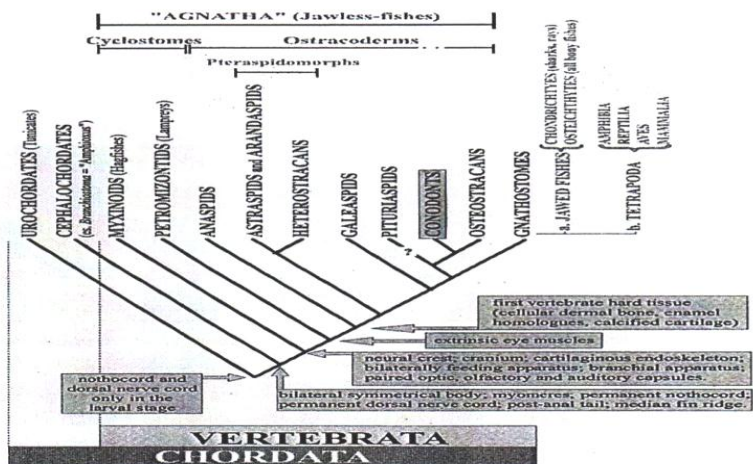 "AGNATHA" (Jawless-fishes)
Cyclostomes
Ostracoderms
Pteraspidomorphs
UROCHORDATES (Tunicates)
CEPHALOCHORDATES
(ex. Branchiostoma = "Amphioxus")
MYXINOIDS (Hagfishes)
PETROMIZONTIDS (Lampreys)
ANASPIDS
ASTRASPIDS and ARANDASPIDS
HETEROSTRACANS
GALEASPIDS
PITURIASPIDS
CONODONTS
OSTEOSTRACANS
GNATHOSTOMES
-a. JAWED FISHES
CHONDRICHTYES (sharks, rays)
OSTEICHTHYTES (all bony fishes)
-b. TETRAPODA
AMPHIBIA
REPTILIA
AVES
MAMMALIA
?
first vertebrate hard tissue
(cellular dermal bone, enamel
homologues, calcified cartilage)
extrinsic eye muscles
neural crest; cranium; cartilaginous endoskeleton;
bilaterally feeding apparatus; branchial apparatus;
paired optic, olfactory and auditory capsules.
nothocord and
dorsal nerve cord
only in the
larval stage
bilateral symmetrical body; myomeres; permanent nothocord;
permanent dorsal nerve cord; post-anal tail; median fin ridge.
VERTEBRATA
CHORDATA